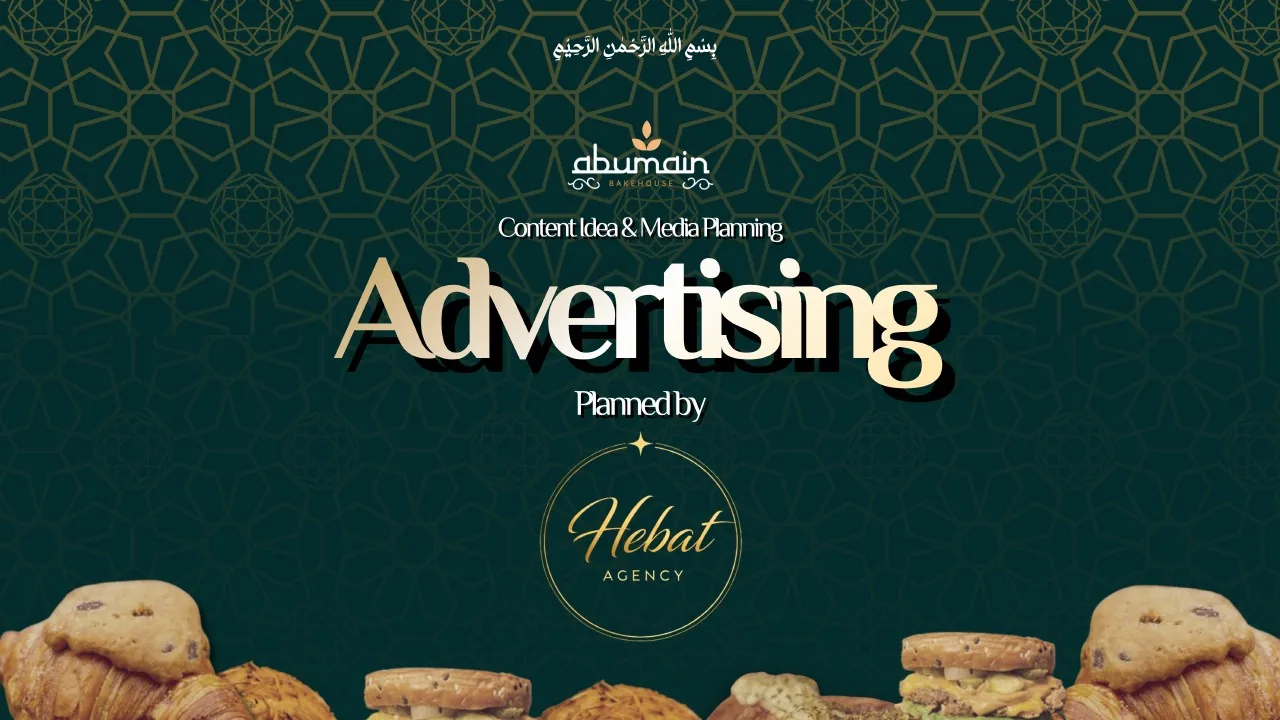 بِسْمِ اللَّهِ الرَّحْمٰنِ الرَّحِيْمِ
abumain
BAKEHOUSE
Content Idea & Media Planning
Advertising
Planned by
Hebat
AGENCY